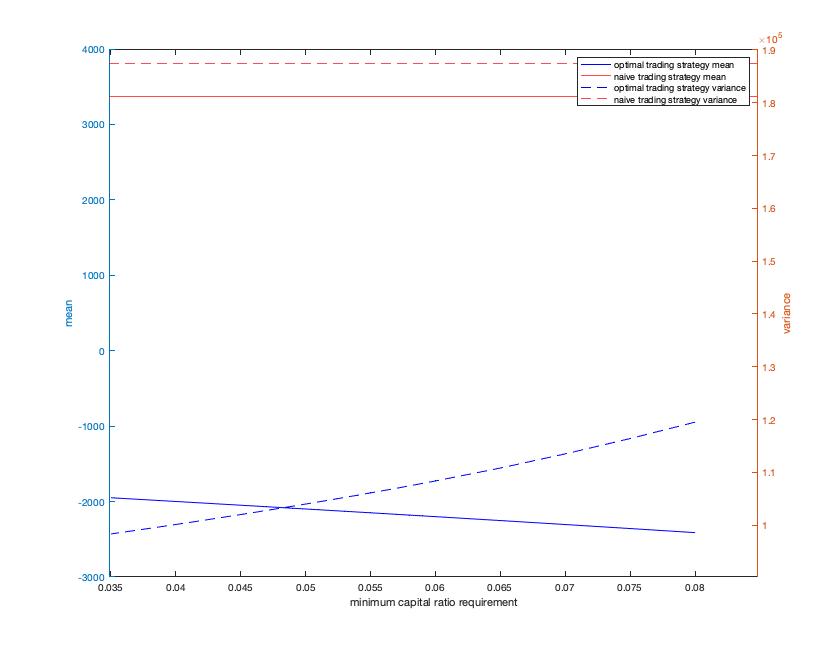 ×10⁵
4000
3000
2000
1000
0
-1000
-2000
-3000
mean
1.9
1.8
1.7
1.6
1.5
1.4
1.3
1.2
1.1
1
variance
optimal trading strategy mean
naive trading strategy mean
optimal trading strategy variance
naive trading strategy variance
0.035 0.04 0.045 0.05 0.055 0.06 0.065 0.07 0.075 0.08
minimum capital ratio requirement